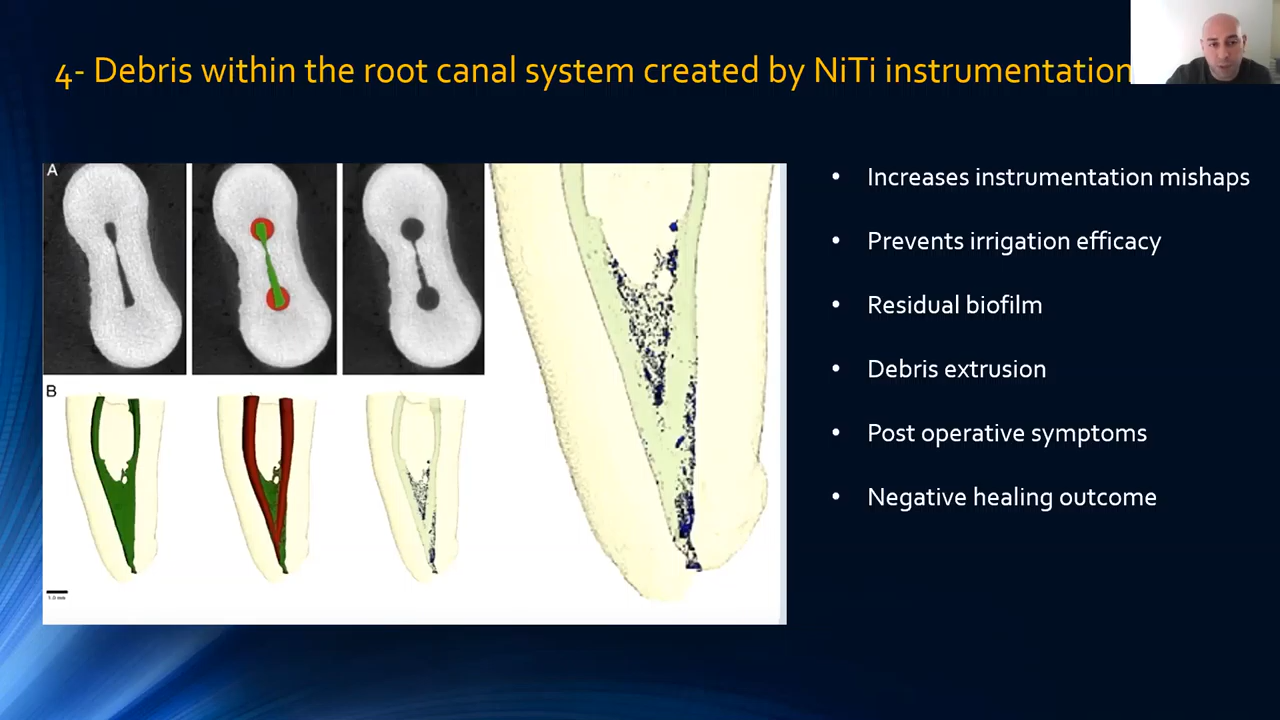 4- Debris within the root canal system created by NiTi instrumentation
A
B
Increases instrumentation mishaps
Prevents irrigation efficacy
Residual biofilm
Debris extrusion
Post operative symptoms
Negative healing outcome